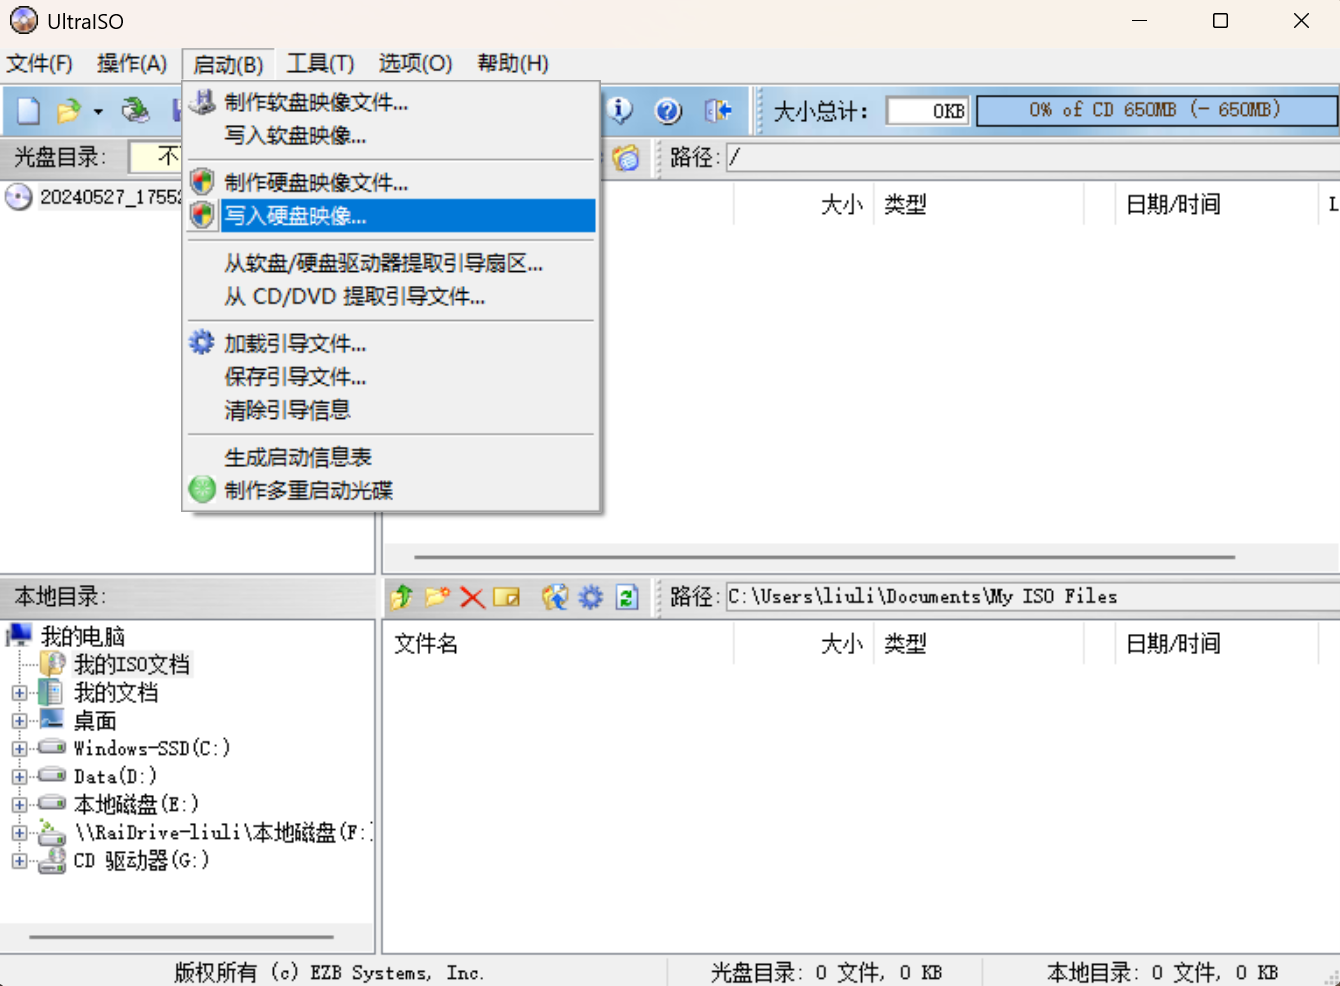 UltraISO
文件(F) 操作(A) 启动(B) 工具(T) 选项(O) 帮助(H)
制作软盘映像文件...
写入软盘映像...
制作硬盘映像文件...
写入硬盘映像...
从软盘/硬盘驱动器提取引导扇区...
从 CD/DVD 提取引导文件...
加载引导文件...
保存引导文件...
清除引导信息
生成启动信息表
制作多重启动光碟
大小总计: 0KB 0% of CD 650MB (- 650MB)
光盘目录: 不 路径: /
20240527_1755
大小 类型 日期/时间 L
本地目录: 路径: C:\Users\liuli\Documents\My ISO Files
我的电脑
我的ISO文档
我的文档
桌面
Windows-SSD(C:)
Data(D:)
本地磁盘(E:)
\\RaiDrive-liuli\本地磁盘(F:
CD 驱动器(G:)
文件名 大小 类型 日期/时间
版权所有 (c) EZB Systems, Inc. 光盘目录: 0 文件, 0 KB 本地目录: 0 文件, 0 KB